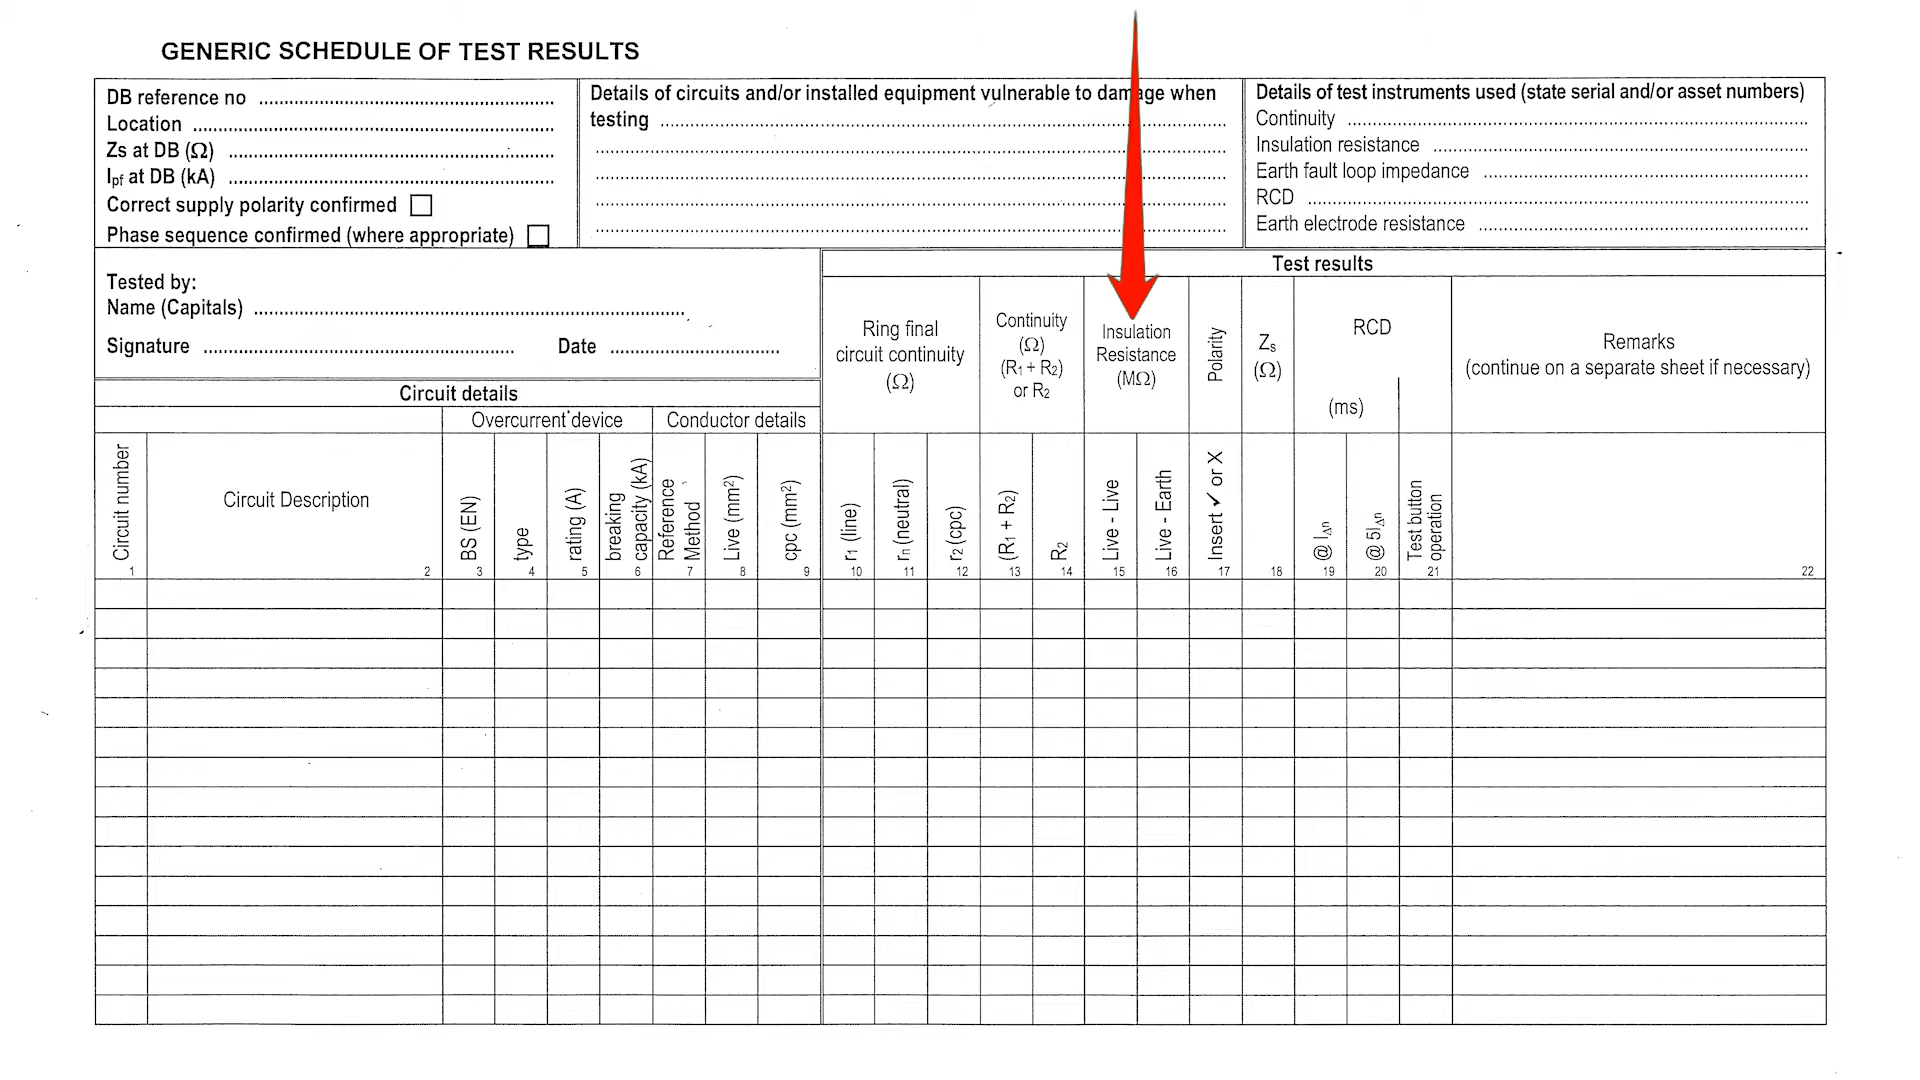 GENERIC SCHEDULE OF TEST RESULTS
DB reference no
Location
Zs at DB (Ω)
Ipf at DB (kA)
Correct supply polarity confirmed
Phase sequence confirmed (where appropriate)
Details of circuits and/or installed equipment vulnerable to damage when
testing
Details of test instruments used (state serial and/or asset numbers)
Continuity
Insulation resistance
Earth fault loop impedance
RCD
Earth electrode resistance
Tested by:
Name (Capitals)
Signature Date
Test results
Ring final
circuit continuity
(Ω)
Continuity
(Ω)
(R1 + R2)
or R2
Insulation
Resistance
(MΩ)
Polarity
Zs
(Ω)
RCD
(ms)
Remarks
(continue on a separate sheet if necessary)
Circuit details
Overcurrent device
Conductor details
Circuit number
1
Circuit Description
2
BS (EN)
3
type
4
rating (A)
5
breaking
capacity (kA)
6
Reference
Method
7
Live (mm²)
8
cpc (mm²)
9
r1 (line)
10
rn (neutral)
11
r2 (cpc)
12
(R1 + R2)
13
R2
14
Live - Live
15
Live - Earth
16
Insert ✓ or X
17
18
@ I∆n
19
@ 5I∆n
20
Test button
operation
21
22